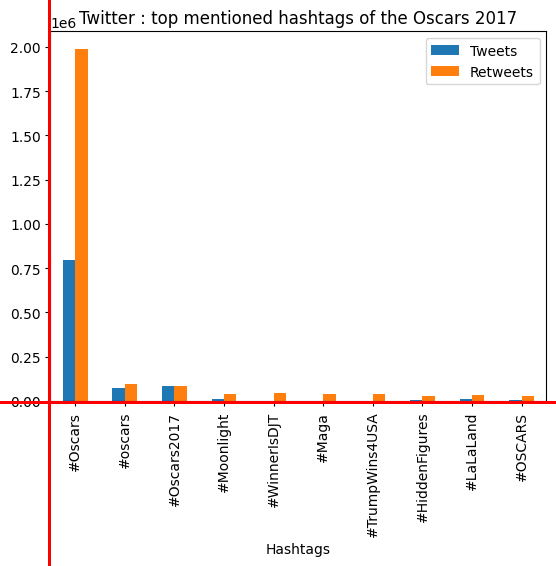 Twitter : top mentioned hashtags of the Oscars 2017
1e6
2.00
1.75
1.50
1.25
1.00
0.75
0.50
0.25
0.00
Tweets
Retweets
#Oscars
#oscars
#Oscars2017
#Moonlight
#WinnerIsDJT
#Maga
#TrumpWins4USA
#HiddenFigures
#LaLaLand
#OSCARS
Hashtags